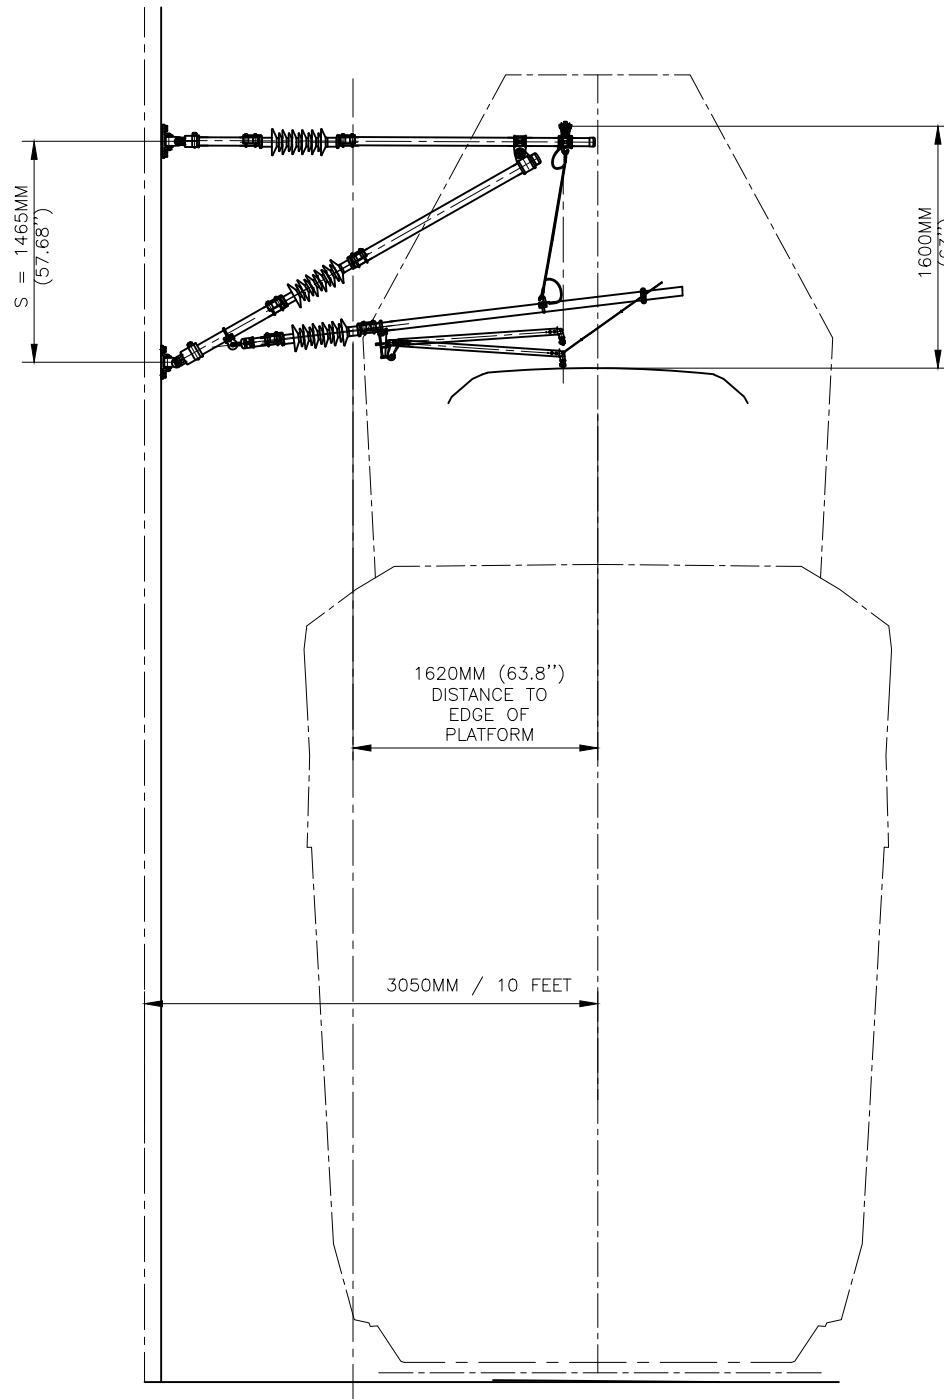 S = 1465MM
(57.68'')
1600MM
1620MM (63.8'')
DISTANCE TO
EDGE OF
PLATFORM
3050MM / 10 FEET